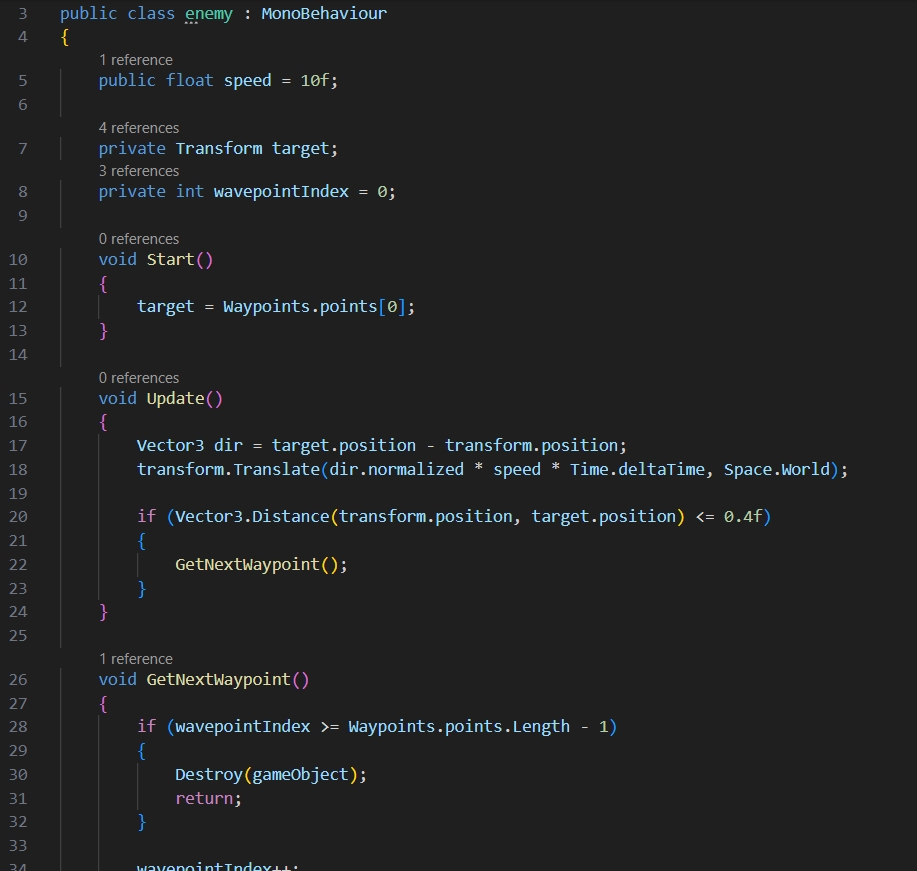 3 public class enemy : MonoBehaviour
4 {
1 reference
5 public float speed = 10f;
6
4 references
7 private Transform target;
3 references
8 private int wavepointIndex = 0;
9
0 references
10 void Start()
11 {
12 target = Waypoints.points[0];
13 }
14
0 references
15 void Update()
16 {
17 Vector3 dir = target.position - transform.position;
18 transform.Translate(dir.normalized * speed * Time.deltaTime, Space.World);
19
20 if (Vector3.Distance(transform.position, target.position) <= 0.4f)
21 {
22 GetNextWaypoint();
23 }
24 }
25
1 reference
26 void GetNextWaypoint()
27 {
28 if (wavepointIndex >= Waypoints.points.Length - 1)
29 {
30 Destroy(gameObject);
31 return;
32 }
33
34 wavepointIndex++;